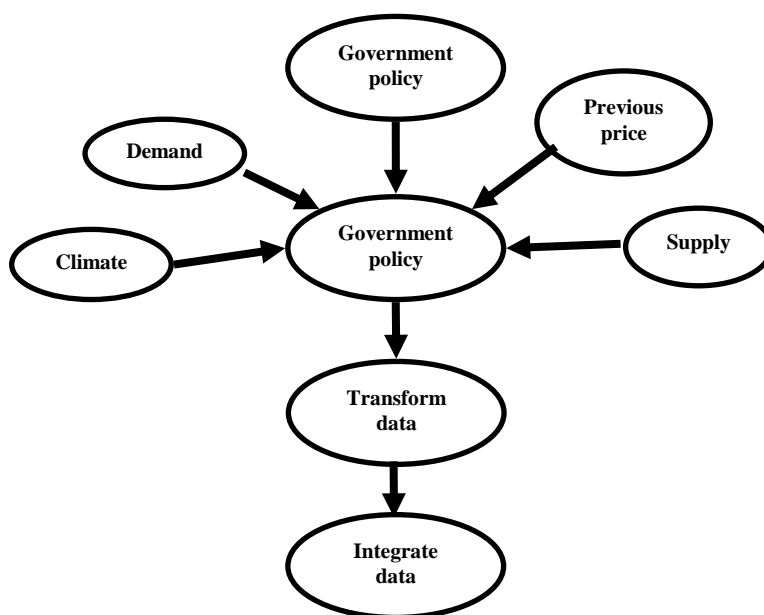 Government
policy
Previous
price
Demand
Government
policy
Supply
Climate
Transform
data
Integrate
data